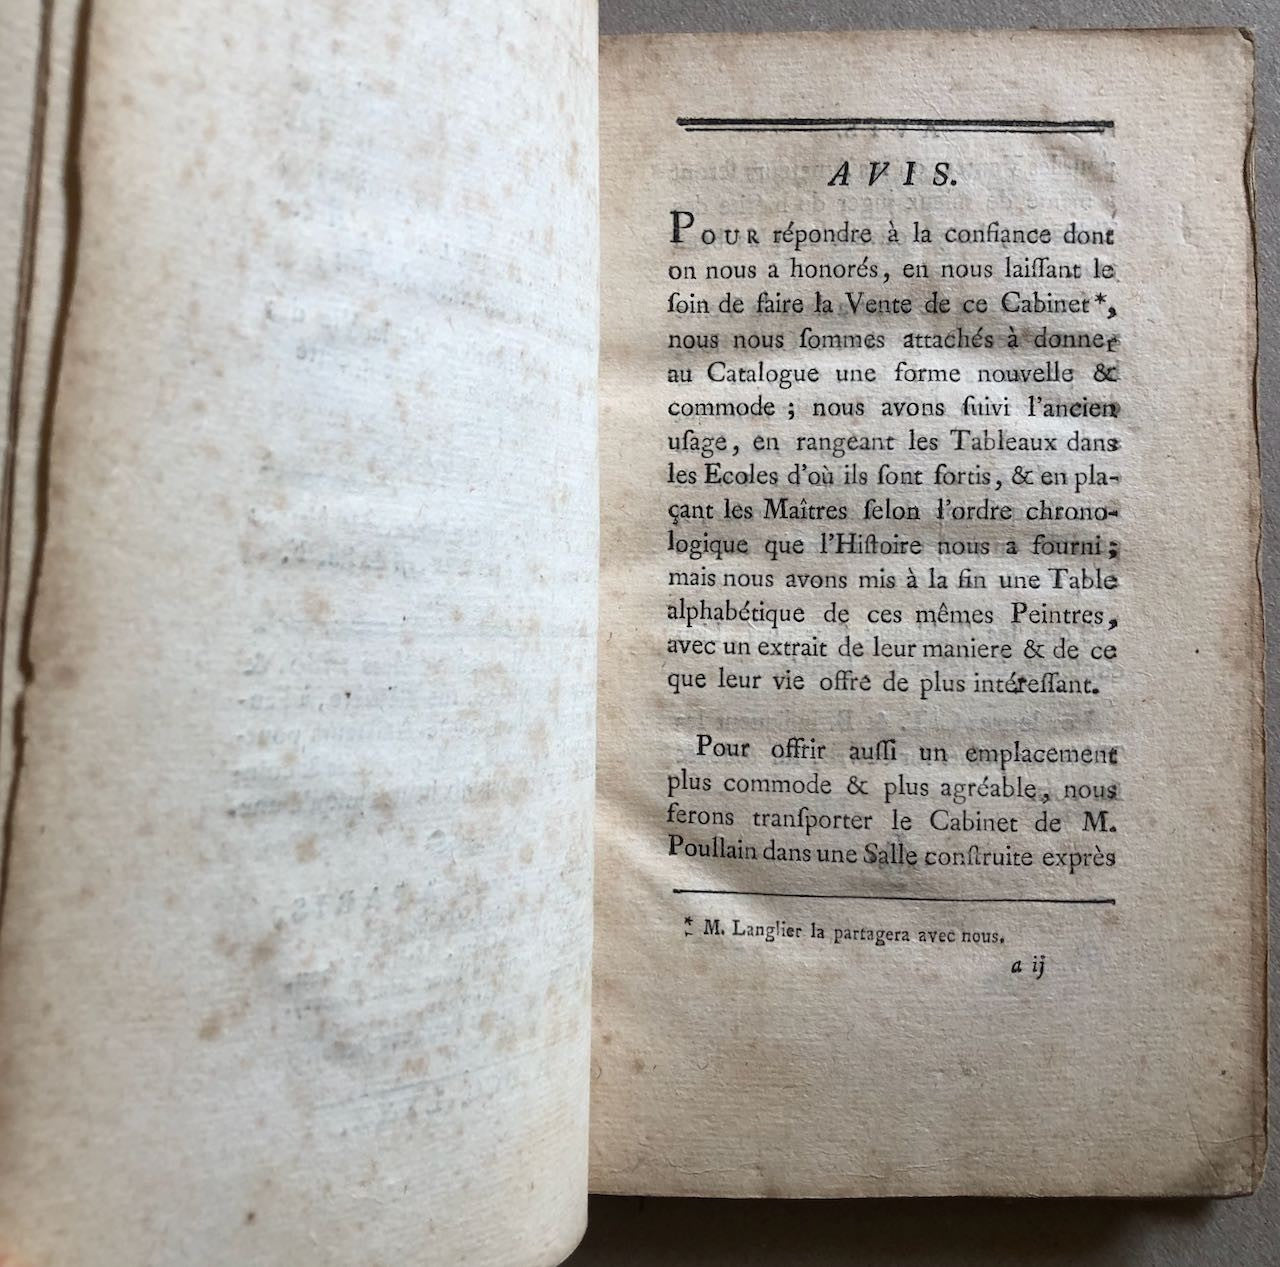 AVIS.
POUR répondre à la confiance dont
on nous a honorés, en nous laiſſant le
ſoin de faire la Vente de ce Cabinet*,
nous nous ſommes attachés à donner
au Catalogue une forme nouvelle &
commode ; nous avons ſuivi l'ancien
uſage, en rangeant les Tableaux dans
les Ecoles d'où ils ſont ſortis, & en pla-
çant les Maîtres ſelon l'ordre chrono-
logique que l'Hiſtoire nous a fourni ;
mais nous avons mis à la fin une Table
alphabétique de ces mêmes Peintres,
avec un extrait de leur maniere & de ce
que leur vie offre de plus intéreſſant.
Pour offrir auſſi un emplacement
plus commode & plus agréable, nous
ferons tranſporter le Cabinet de M.
Poullain dans une Salle conſtruite exprès
* M. Langlier la partagera avec nous.
a ij